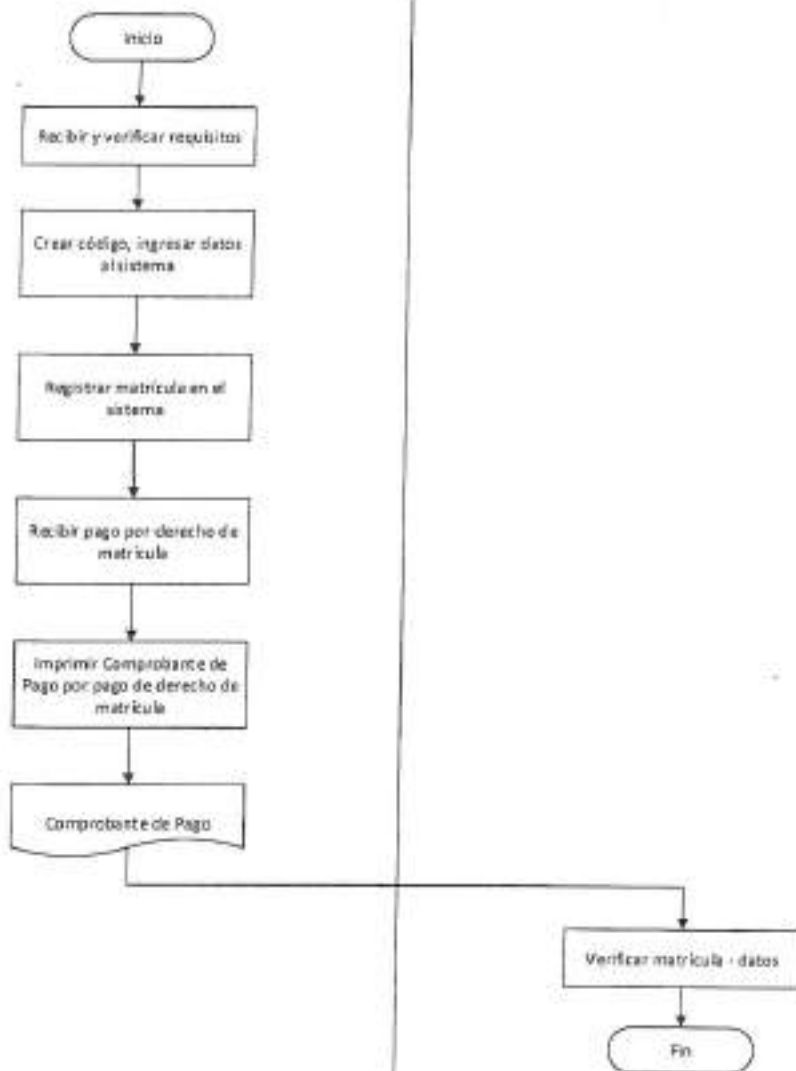 Inicio
Recibir y verificar requisitos
Crear código, ingresar datos
al sistema
Registrar matrícula en el
sistema
Recibir pago por derecho de
matrícula
Imprimir Comprobante de
Pago por pago de derecho de
matrícula
Comprobante de Pago
Verificar matrícula - datos
Fin